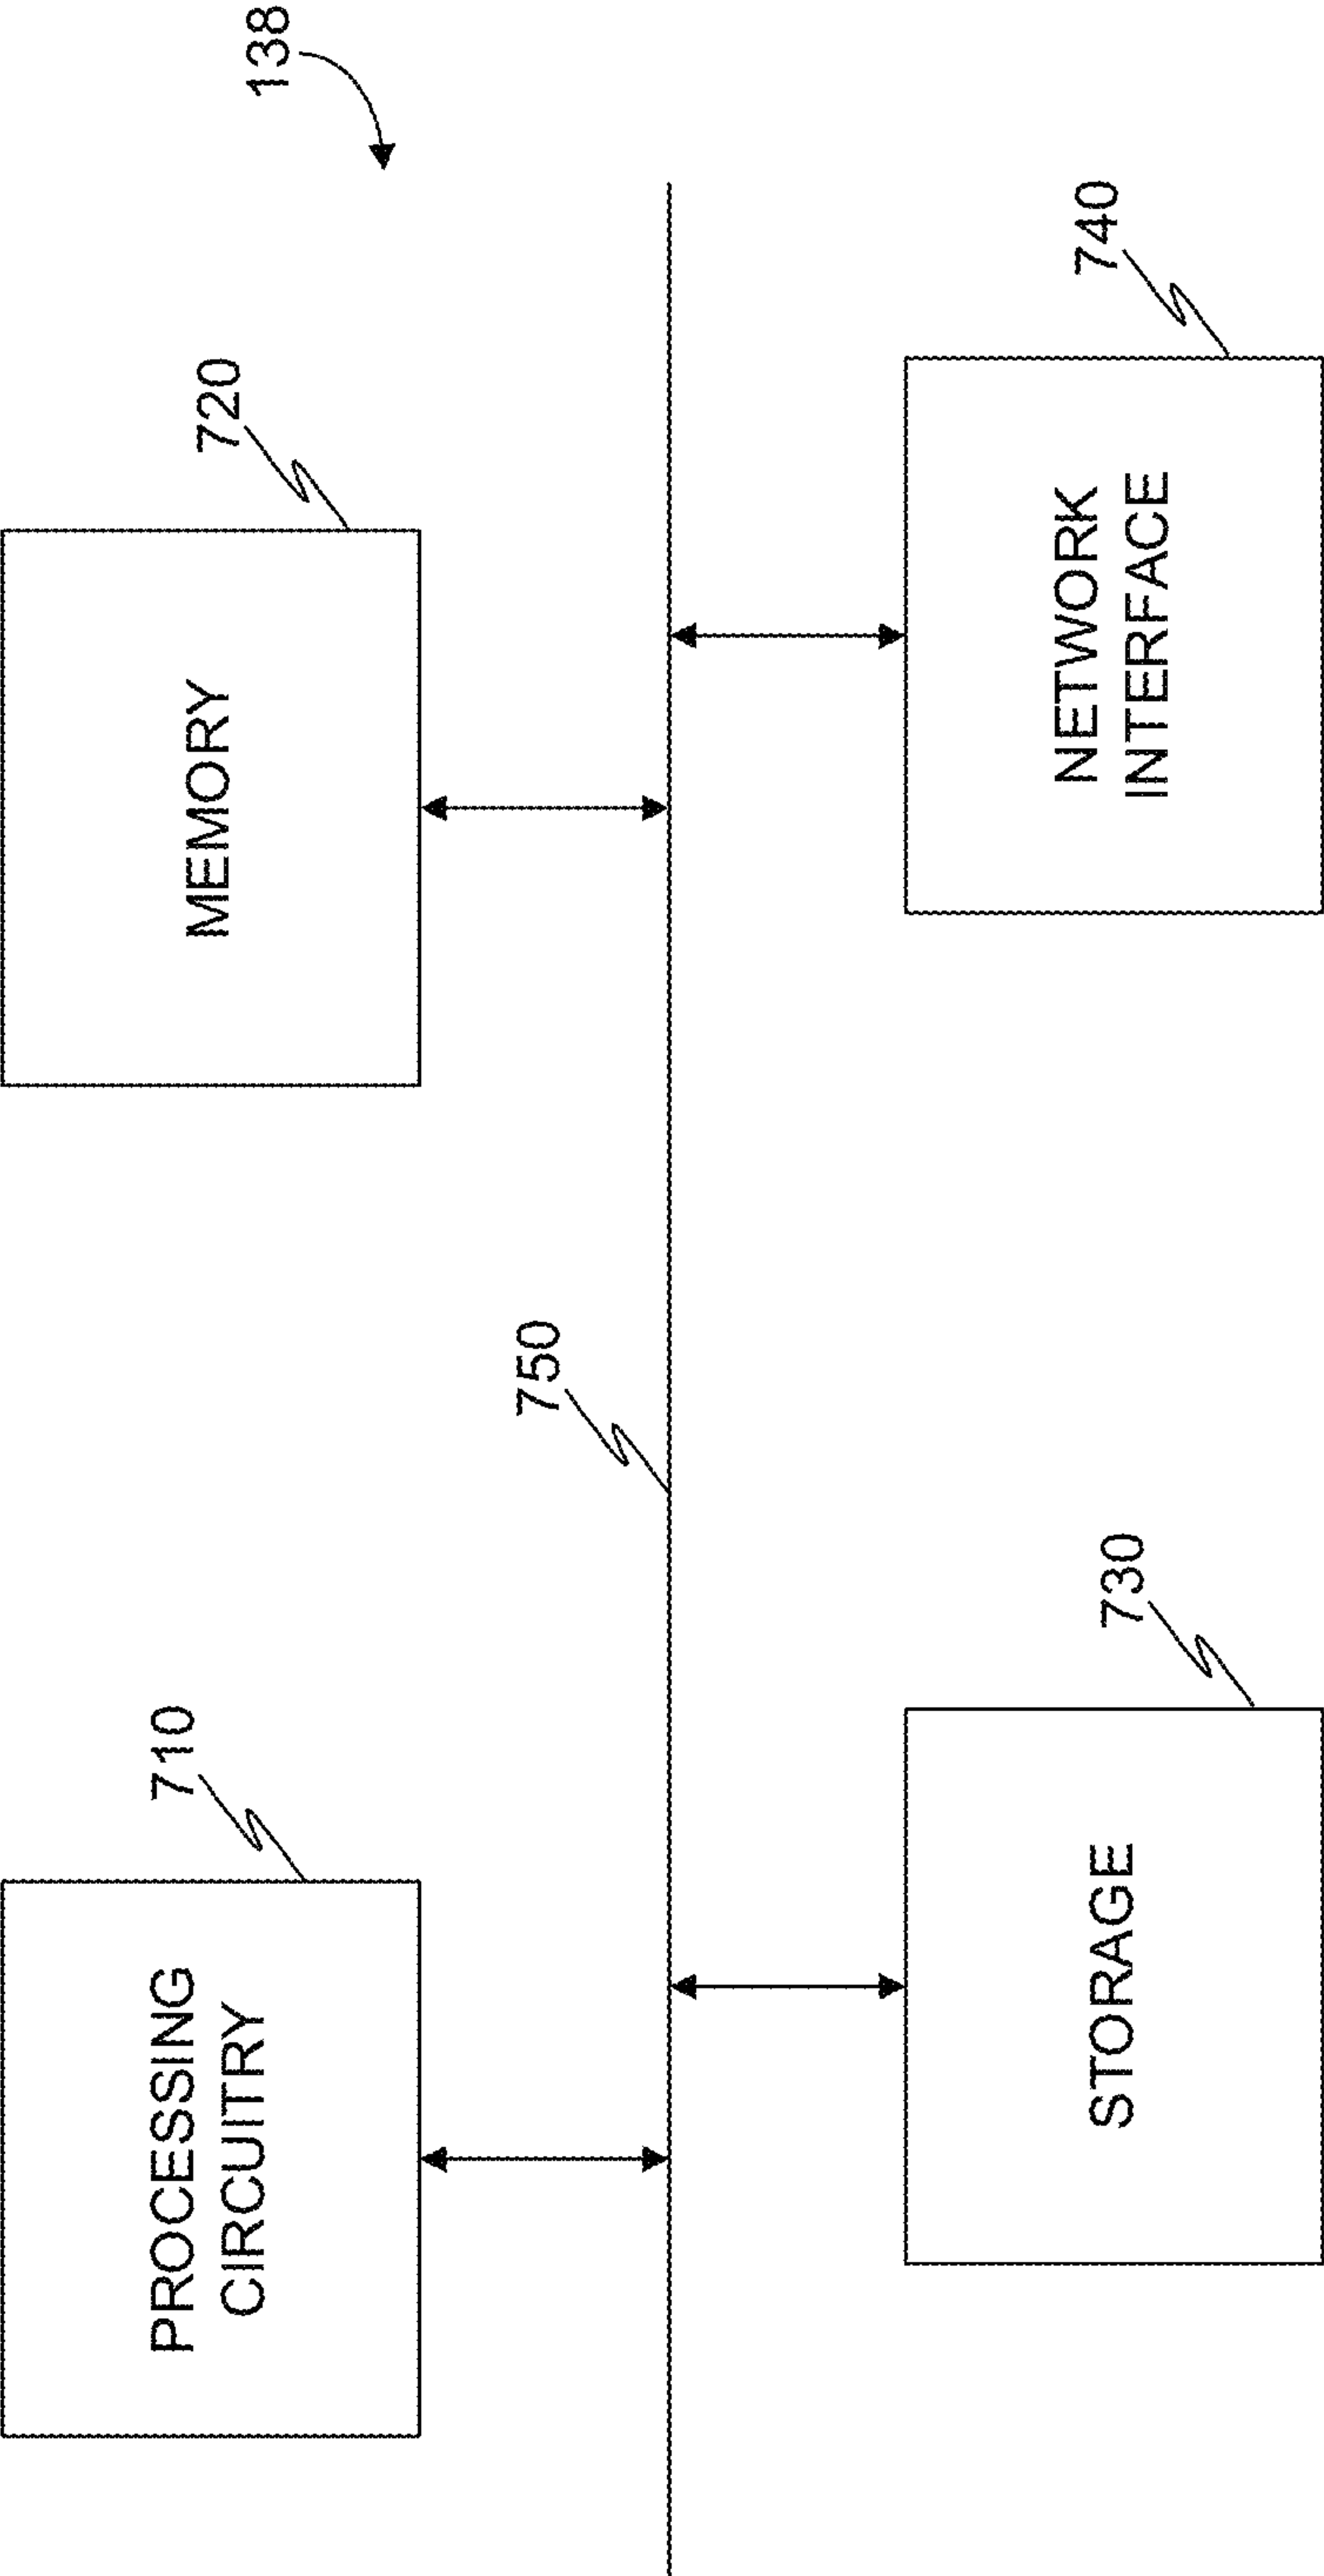 138
PROCESSING
CIRCUITRY
710
MEMORY
720
750
STORAGE
730
NETWORK
INTERFACE
740